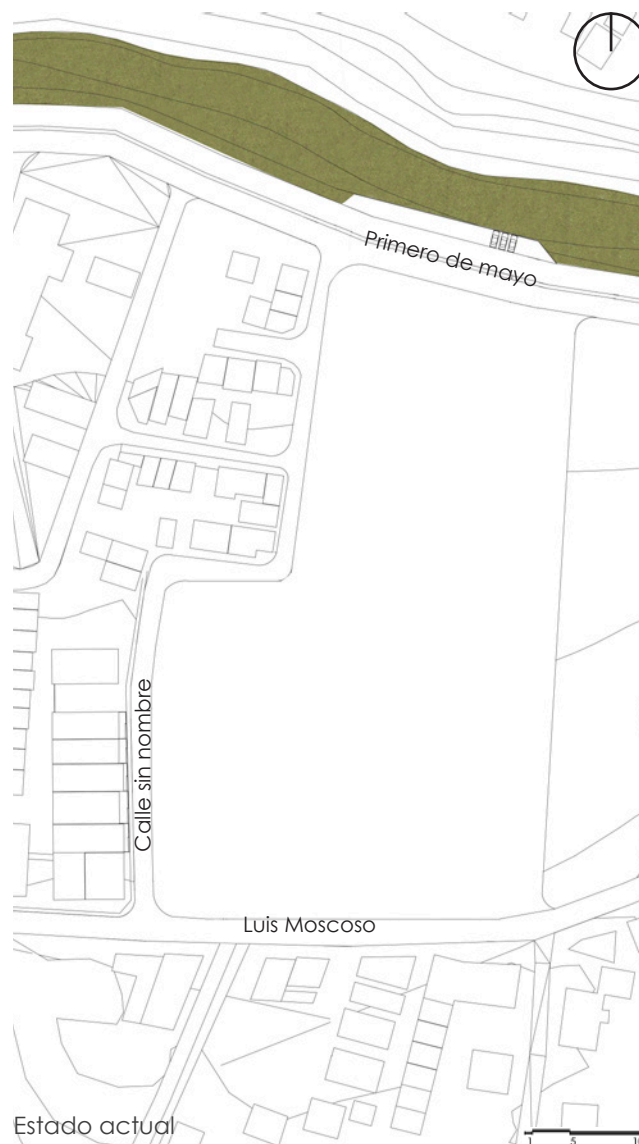 Primero de mayo
Calle sin nombre
Luis Moscoso
Estado actual
1 5